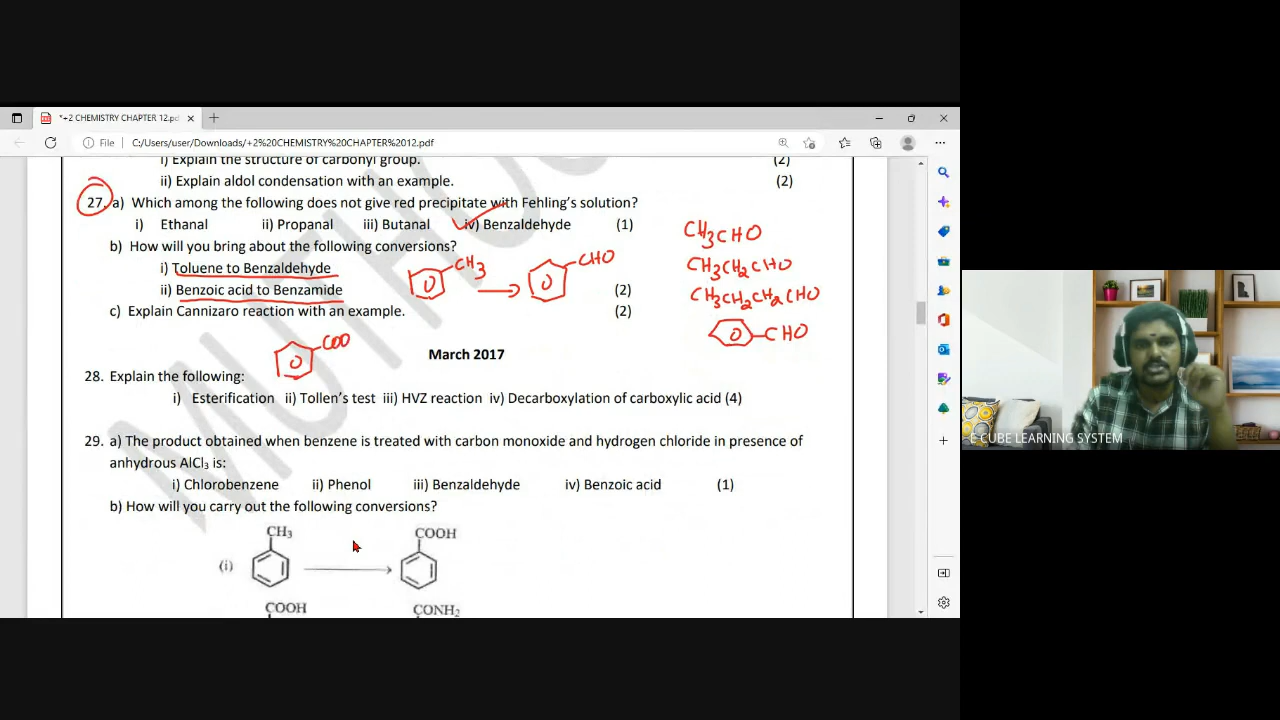 *+2 CHEMISTRY CHAPTER 12.pd
File C:/Users/user/Downloads/+2%20CHEMISTRY%20CHAPTER%2012.pdf
i) Explain the structure of carbonyl group. (2)
ii) Explain aldol condensation with an example. (2)
27. a) Which among the following does not give red precipitate with Fehling's solution?
i) Ethanal ii) Propanal iii) Butanal iv) Benzaldehyde (1)
b) How will you bring about the following conversions?
i) Toluene to Benzaldehyde
ii) Benzoic acid to Benzamide (2)
c) Explain Cannizaro reaction with an example. (2)
CH3 CHO
CH3CHO
CH3CH2CHO
CH3CH2CH2CHO
CHO
COO
March 2017
28. Explain the following:
i) Esterification ii) Tollen's test iii) HVZ reaction iv) Decarboxylation of carboxylic acid (4)
29. a) The product obtained when benzene is treated with carbon monoxide and hydrogen chloride in presence of
anhydrous AlCl3 is:
i) Chlorobenzene ii) Phenol iii) Benzaldehyde iv) Benzoic acid (1)
b) How will you carry out the following conversions?
CH3 COOH
(i)
COOH CONH2
E CUBE LEARNING SYSTEM